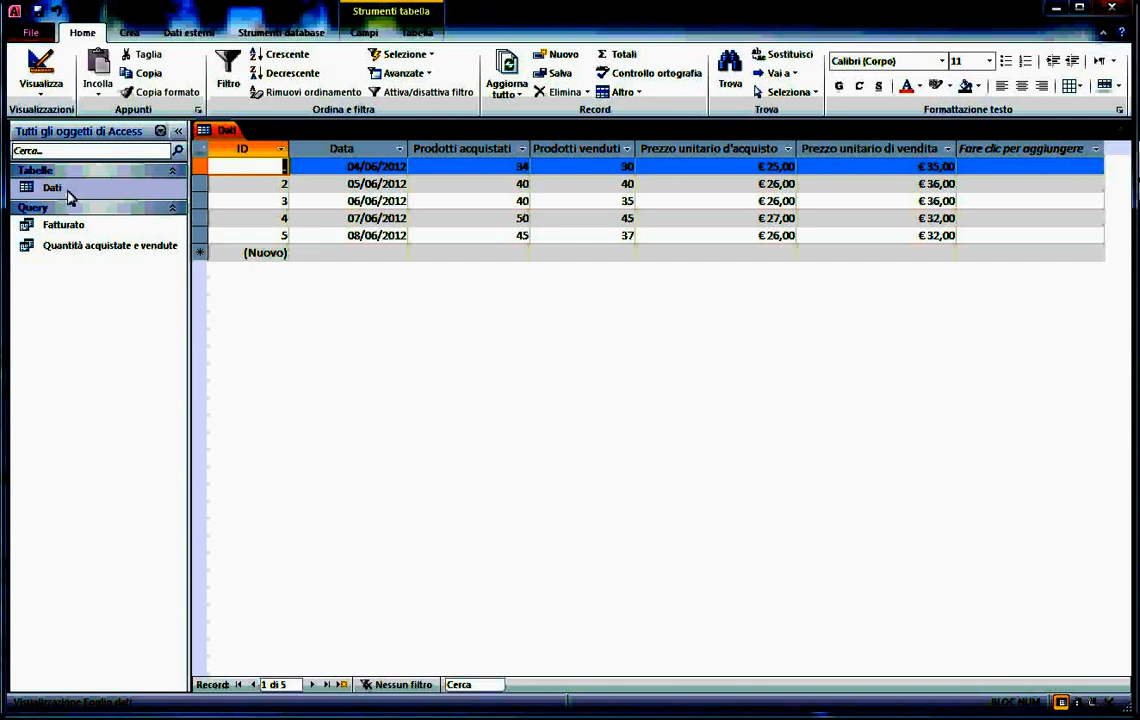 Strumenti tabella
File Home Crea Dati esterni Strumenti database Campi Tabella
Visualizza
Visualizzazioni
Incolla
Taglia
Copia
Copia formato
Appunti
Filtro
Crescente
Decrescente
Rimuovi ordinamento
Selezione
Avanzate
Attiva/disattiva filtro
Ordina e filtra
Aggiorna
tutto
Nuovo
Salva
Elimina
Totali
Controllo ortografia
Altro
Record
Trova
Sostituisci
Vai a
Seleziona
Trova
Calibri (Corpo) 11
G C S A
Formattazione testo
Tutti gli oggetti di Access
Cerca...
Tabelle
Dati
Query
Fatturato
Quantità acquistate e vendute
Dati
ID Data Prodotti acquistati Prodotti venduti Prezzo unitario d'acquisto Prezzo unitario di vendita Fare clic per aggiungere
1 04/06/2012 34 30 € 25,00 € 35,00
2 05/06/2012 40 40 € 26,00 € 36,00
3 06/06/2012 40 35 € 26,00 € 36,00
4 07/06/2012 50 45 € 27,00 € 32,00
5 08/06/2012 45 37 € 26,00 € 32,00
(Nuovo)
Record: 1 di 5 Nessun filtro Cerca
Visualizzazione Foglio dati BLOC NUM